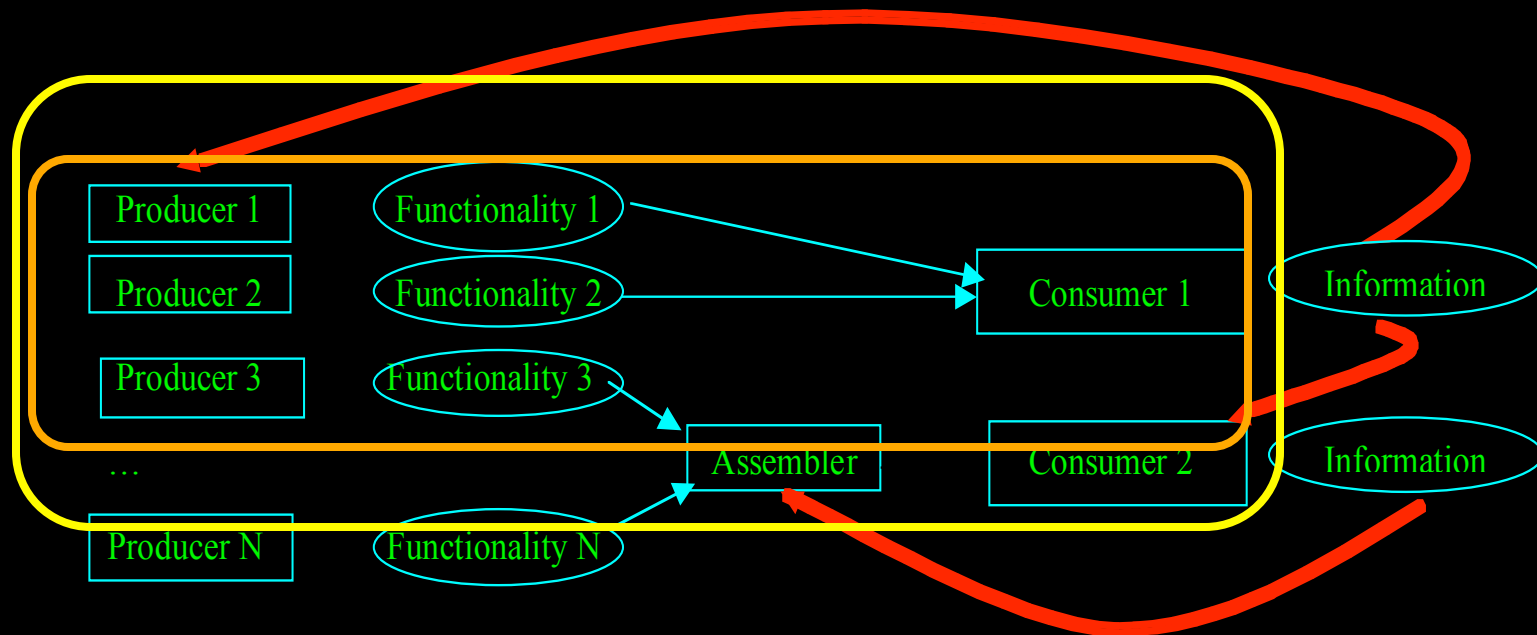 Producer 1 Functionality 1
Producer 2 Functionality 2 Consumer 1 Information
Producer 3 Functionality 3
… Assembler Consumer 2 Information
Producer N Functionality N